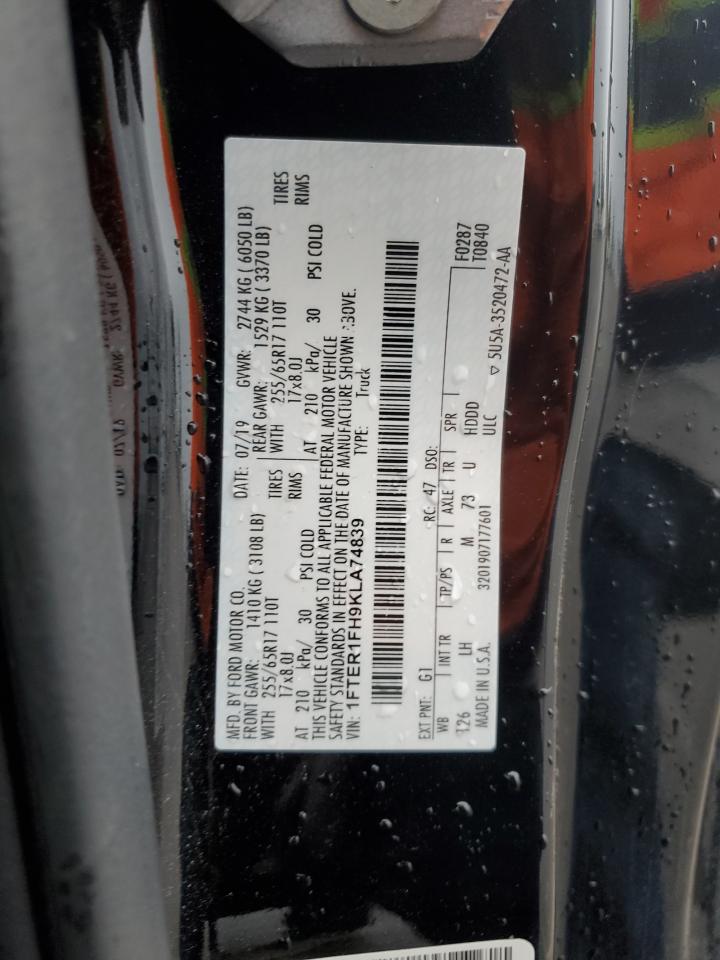 MFD. BY FORD MOTOR CO.
DATE: 07/19
GVWR: 2744 KG ( 6050 LB)
FRONT GAWR: 1410 KG ( 3108 LB)
REAR GAWR: 1529 KG ( 3370 LB)
WITH 255/65R17 110T TIRES
WITH 255/65R17 110T TIRES
17x8.0J RIMS
17x8.0J RIMS
AT 210 kPa/ 30 PSI COLD
AT 210 kPa/ 30 PSI COLD
THIS VEHICLE CONFORMS TO ALL APPLICABLE FEDERAL MOTOR VEHICLE
SAFETY STANDARDS IN EFFECT ON THE DATE OF MANUFACTURE SHOWN ABOVE.
VIN: 1FTER1FH9KLA74839
TYPE: Truck
EXT PNT: G1 RC: 47 DSO: F0287
T0840
WB INT TR TP/PS R AXLE TR SPR
126 LH M 73 U HDDD
ULC
MADE IN U.S.A. 3201907177601
5U5A-3520472-AA